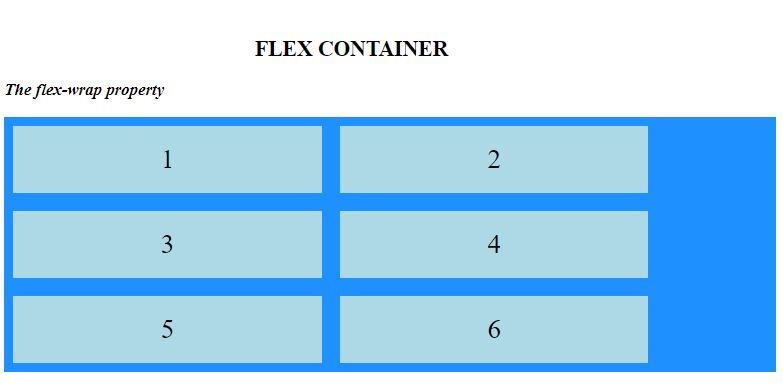 FLEX CONTAINER
The flex-wrap property
1 2
3 4
5 6